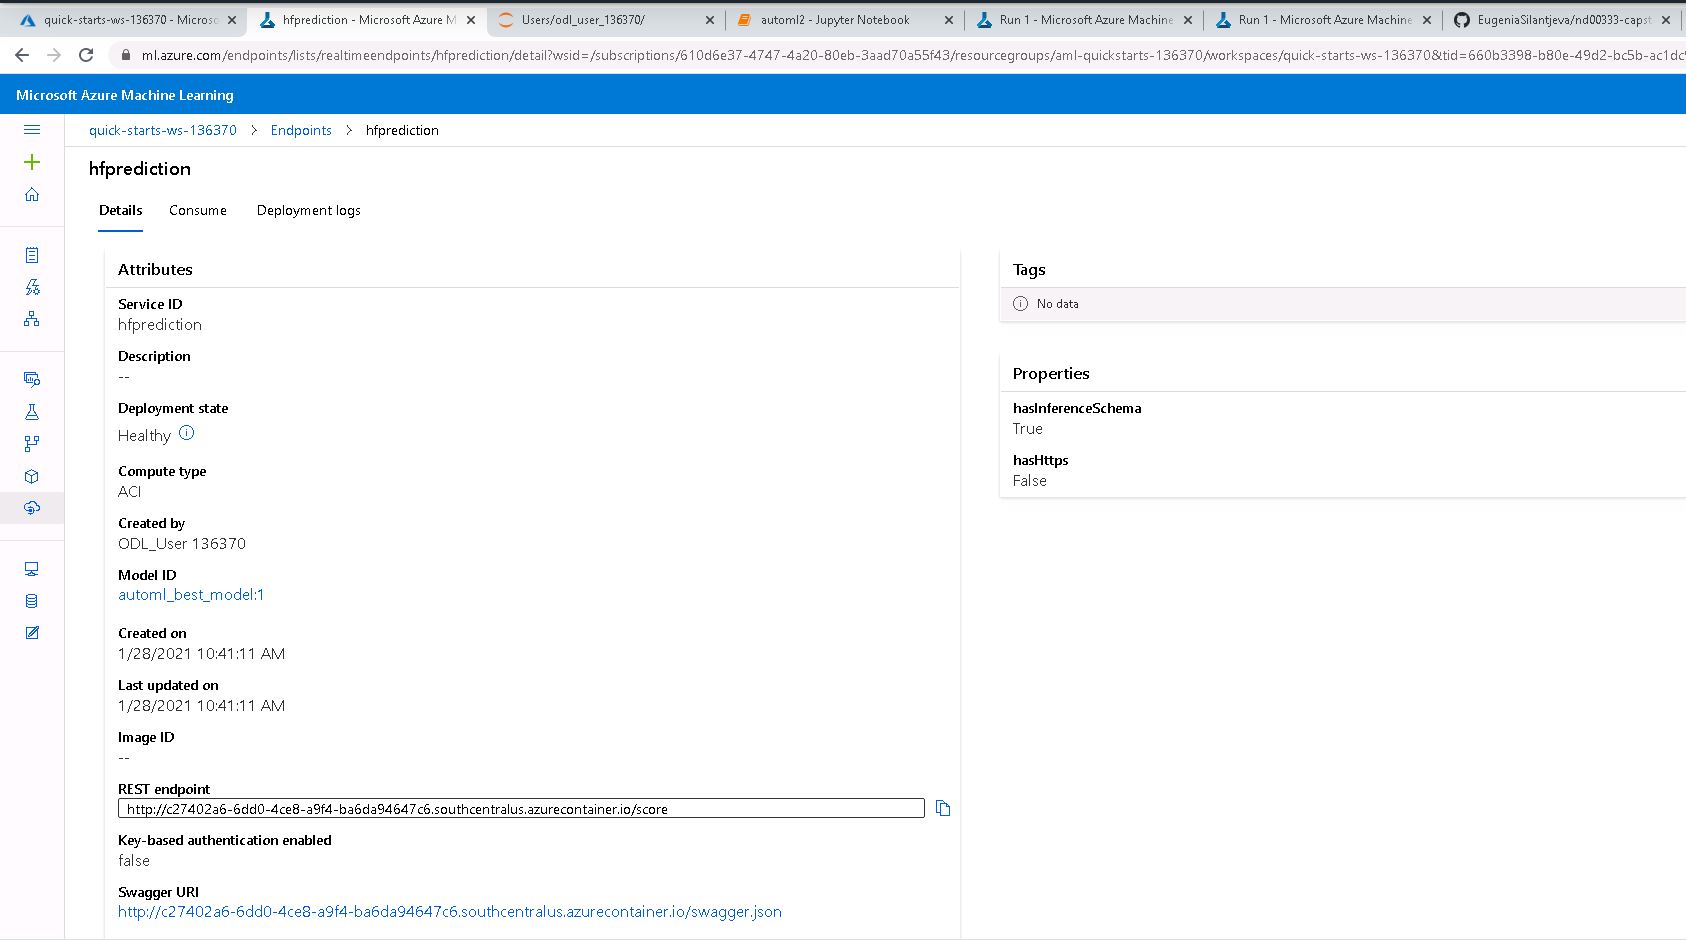 quick-starts-ws-136370 - Microso
hfprediction - Microsoft Azure M
Users/odl_user_136370/
automl2 - Jupyter Notebook
Run 1 - Microsoft Azure Machine
Run 1 - Microsoft Azure Machine
EugeniaSilantjeva/nd00333-capst
ml.azure.com/endpoints/lists/realtimeendpoints/hfprediction/detail?wsid=/subscriptions/610d6e37-4747-4a20-80eb-3aad70a55f43/resourcegroups/aml-quickstarts-136370/workspaces/quick-starts-ws-136370&tid=660b3398-b80e-49d2-bc5b-ac1dc
Microsoft Azure Machine Learning
quick-starts-ws-136370 > Endpoints > hfprediction
hfprediction
Details Consume Deployment logs
Attributes
Service ID
hfprediction
Description
--
Deployment state
Healthy
Compute type
ACI
Created by
ODL_User 136370
Model ID
automl_best_model:1
Created on
1/28/2021 10:41:11 AM
Last updated on
1/28/2021 10:41:11 AM
Image ID
--
REST endpoint
http://c27402a6-6dd0-4ce8-a9f4-ba6da94647c6.southcentralus.azurecontainer.io/score
Key-based authentication enabled
false
Swagger URI
http://c27402a6-6dd0-4ce8-a9f4-ba6da94647c6.southcentralus.azurecontainer.io/swagger.json
Tags
No data
Properties
hasInferenceSchema
True
hasHttps
False